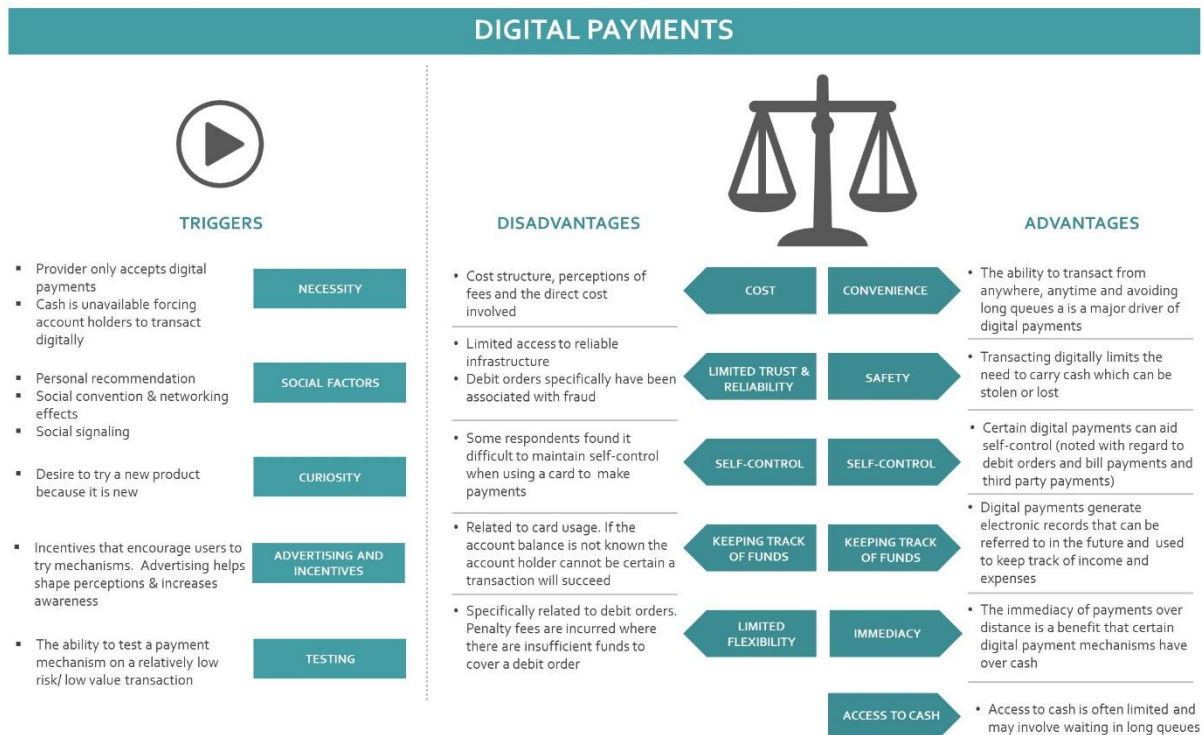 DIGITAL PAYMENTS
TRIGGERS
▪ Provider only accepts digital
payments
▪ Cash is unavailable forcing
account holders to transact
digitally
NECESSITY
▪ Personal recommendation
▪ Social convention & networking
effects
▪ Social signaling
SOCIAL FACTORS
▪ Desire to try a new product
because it is new
CURIOSITY
▪ Incentives that encourage users to
try mechanisms. Advertising helps
shape perceptions & increases
awareness
ADVERTISING AND
INCENTIVES
▪ The ability to test a payment
mechanism on a relatively low
risk/ low value transaction
TESTING
DISADVANTAGES
ADVANTAGES
• Cost structure, perceptions of
fees and the direct cost
involved
COST
CONVENIENCE
• The ability to transact from
anywhere, anytime and avoiding
long queues a is a major driver of
digital payments
• Limited access to reliable
infrastructure
• Debit orders specifically have been
associated with fraud
LIMITED TRUST &
RELIABILITY
SAFETY
• Transacting digitally limits the
need to carry cash which can be
stolen or lost
• Some respondents found it
difficult to maintain self-control
when using a card to make
payments
SELF-CONTROL
SELF-CONTROL
• Certain digital payments can aid
self-control (noted with regard to
debit orders and bill payments and
third party payments)
• Related to card usage. If the
account balance is not known the
account holder cannot be certain a
transaction will succeed
KEEPING TRACK
OF FUNDS
KEEPING TRACK
OF FUNDS
• Digital payments generate
electronic records that can be
referred to in the future and used
to keep track of income and
expenses
• Specifically related to debit orders.
Penalty fees are incurred where
there are insufficient funds to
cover a debit order
LIMITED
FLEXIBILITY
IMMEDIACY
• The immediacy of payments over
distance is a benefit that certain
digital payment mechanisms have
over cash
ACCESS TO CASH
• Access to cash is often limited and
may involve waiting in long queues